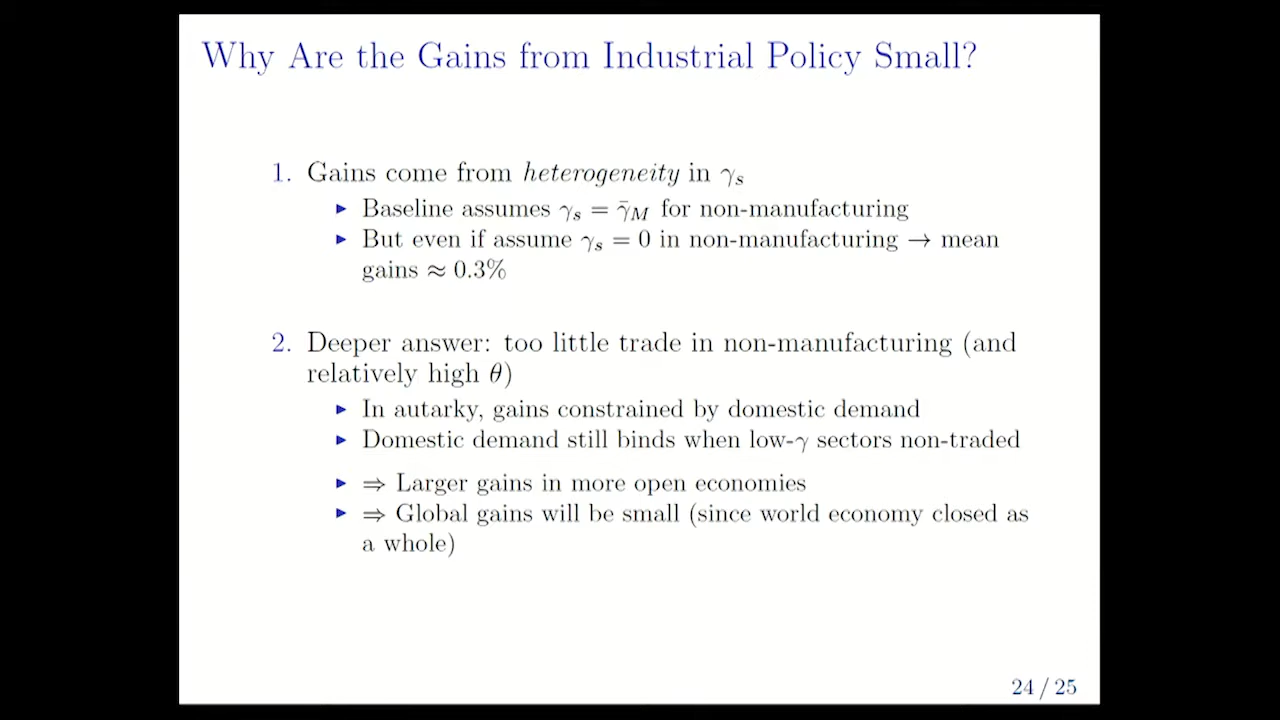 Why Are the Gains from Industrial Policy Small?
1. Gains come from heterogeneity in γₛ
▶ Baseline assumes γₛ = γ̄_M for non-manufacturing
▶ But even if assume γₛ = 0 in non-manufacturing → mean
gains ≈ 0.3%
2. Deeper answer: too little trade in non-manufacturing (and
relatively high θ)
▶ In autarky, gains constrained by domestic demand
▶ Domestic demand still binds when low-γ sectors non-traded
▶ ⇒ Larger gains in more open economies
▶ ⇒ Global gains will be small (since world economy closed as
a whole)
24 / 25